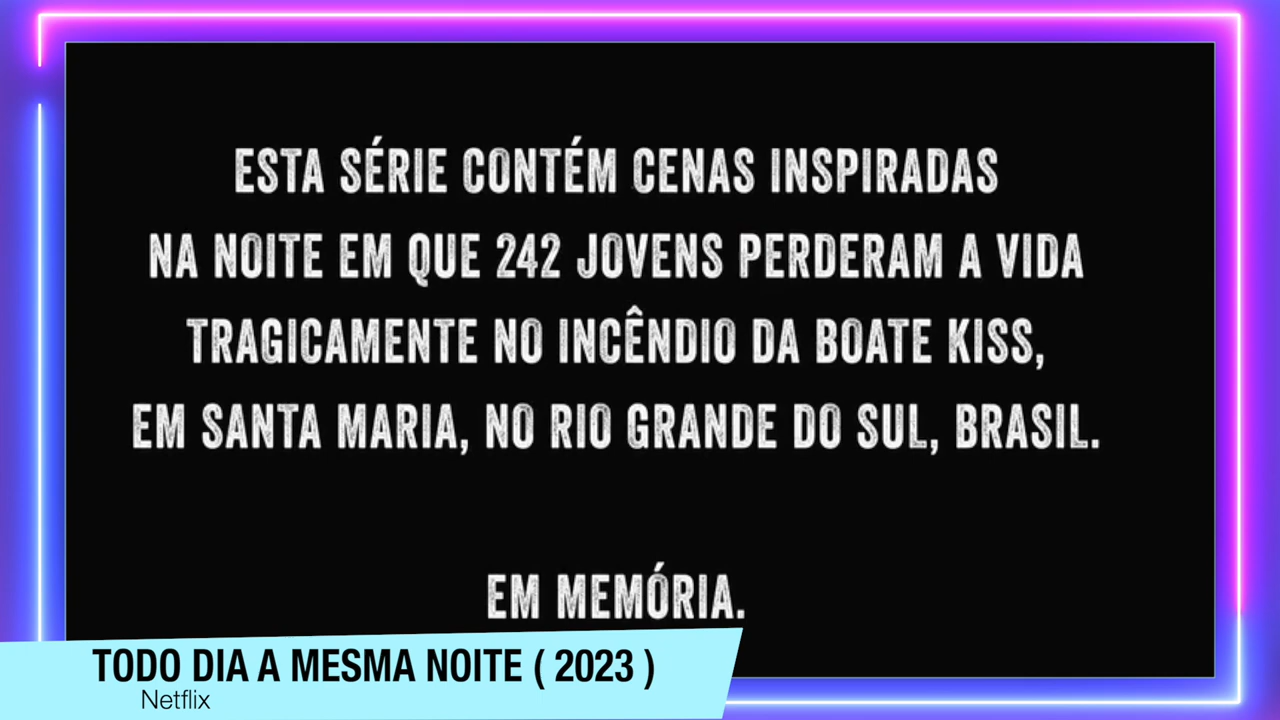 ESTA SÉRIE CONTÉM CENAS INSPIRADAS
NA NOITE EM QUE 242 JOVENS PERDERAM A VIDA
TRAGICAMENTE NO INCÊNDIO DA BOATE KISS,
EM SANTA MARIA, NO RIO GRANDE DO SUL, BRASIL.
EM MEMÓRIA.
TODO DIA A MESMA NOITE ( 2023 )
Netflix